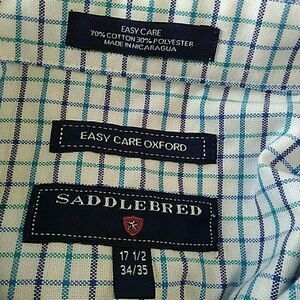 EASY CARE
70% COTTON 30% POLYESTER
MADE IN NICARAGUA
EASY CARE OXFORD
SADDLEBRED
17 1/2
34/35